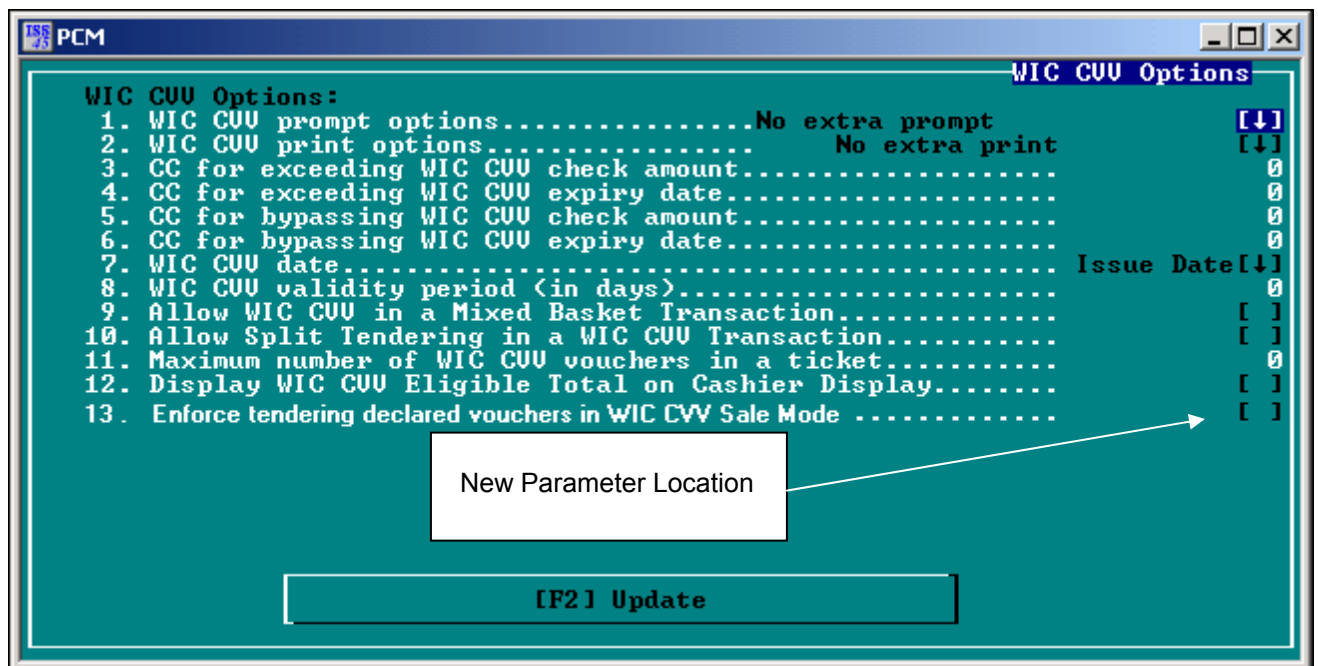 ISS 45 PCM
WIC CVV Options
WIC CVV Options:
1. WIC CVV prompt options................No extra prompt [↓]
2. WIC CVV print options................. No extra print [↓]
3. CC for exceeding WIC CVV check amount.................... 0
4. CC for exceeding WIC CVV expiry date..................... 0
5. CC for bypassing WIC CVV check amount.................... 0
6. CC for bypassing WIC CVV expiry date..................... 0
7. WIC CVV date............................................. Issue Date[↓]
8. WIC CVV validity period (in days)........................ 0
9. Allow WIC CVV in a Mixed Basket Transaction.............. [ ]
10. Allow Split Tendering in a WIC CVV Transaction........... [ ]
11. Maximum number of WIC CVV vouchers in a ticket........... 0
12. Display WIC CVV Eligible Total on Cashier Display........ [ ]
13. Enforce tendering declared vouchers in WIC CVV Sale Mode ............. [ ]
New Parameter Location
[F2] Update